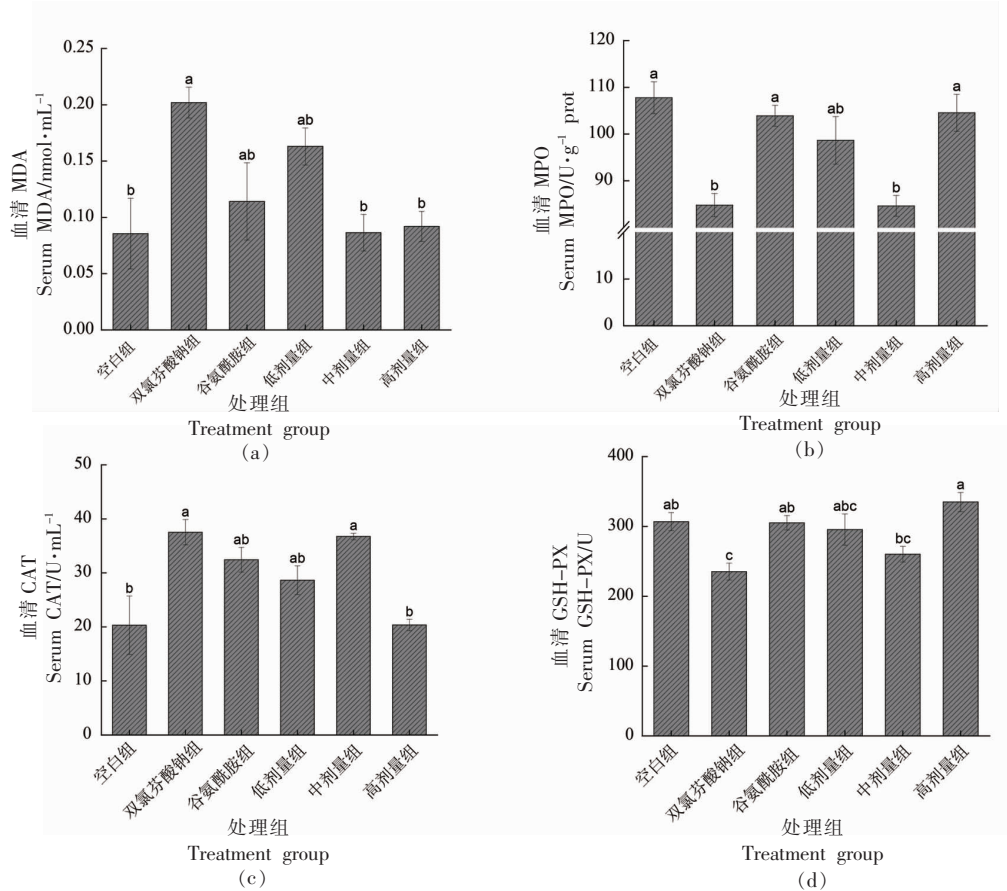 血清 MDA
Serum MDA/nmol·mL⁻¹
0.25
0.20
0.15
0.10
0.05
0.00
b
a
ab
ab
b
b
空白组
双氯芬酸钠组
谷氨酰胺组
低剂量组
中剂量组
高剂量组
处理组
Treatment group
(a)
血清 MPO
Serum MPO/U·g⁻¹ prot
120
110
100
90
10
0
a
b
a
ab
b
a
空白组
双氯芬酸钠组
谷氨酰胺组
低剂量组
中剂量组
高剂量组
处理组
Treatment group
(b)
血清 CAT
Serum CAT/U·mL⁻¹
50
40
30
20
10
0
b
a
ab
ab
a
b
空白组
双氯芬酸钠组
谷氨酰胺组
低剂量组
中剂量组
高剂量组
处理组
Treatment group
(c)
血清 GSH-PX
Serum GSH-PX/U
400
300
200
100
0
ab
c
ab
abc
bc
a
空白组
双氯芬酸钠组
谷氨酰胺组
低剂量组
中剂量组
高剂量组
处理组
Treatment group
(d)